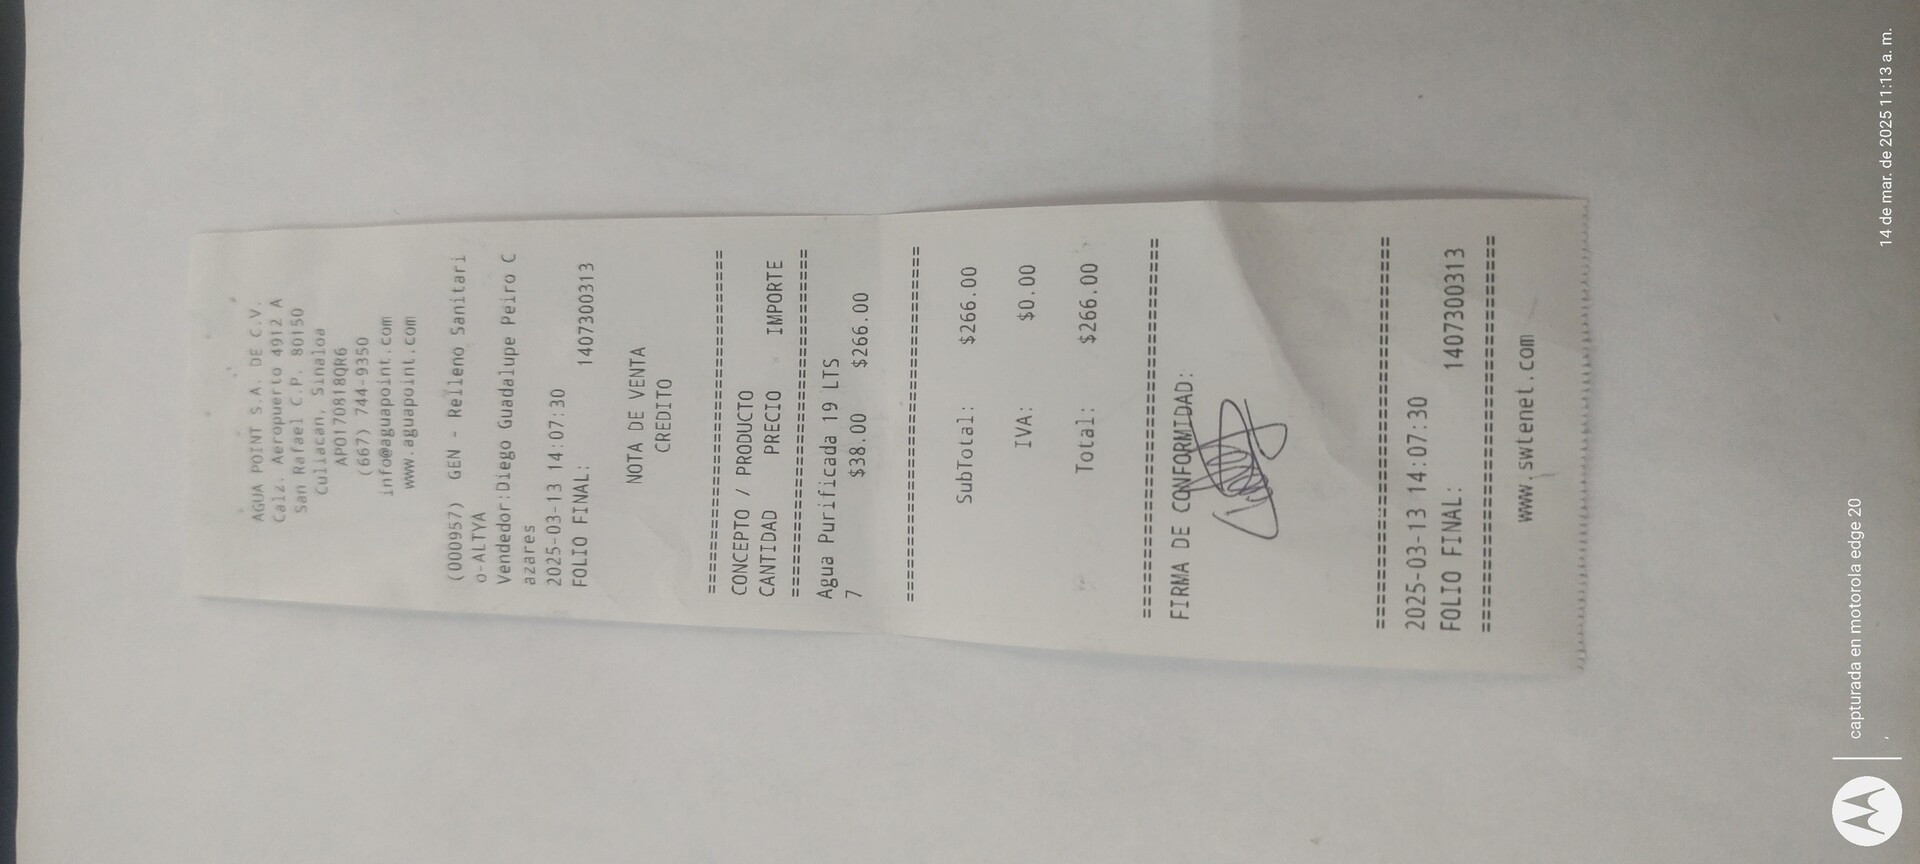 AGUA POINT S.A. DE C.V.
Calz. Aeropuerto 4912 A
San Rafael C.P. 80150
Culiacan, Sinaloa
APO170818QR6
(667) 744-9350
info@aguapoint.com
www.aguapoint.com
(000957) GEN - Relleno Sanitari
o-ALTYA
Vendedor:Diego Guadalupe Peiro C
azares
2025-03-13 14:07:30
FOLIO FINAL: 1407300313
NOTA DE VENTA
CREDITO
================================
CONCEPTO / PRODUCTO
CANTIDAD PRECIO IMPORTE
================================
Agua Purificada 19 LTS
7 $38.00 $266.00
================================
SubTotal: $266.00
IVA: $0.00
Total: $266.00
================================
FIRMA DE CONFORMIDAD:
================================
2025-03-13 14:07:30
FOLIO FINAL: 1407300313
================================
www.swtenet.com
capturada en motorola edge 20
,
14 de mar. de 2025 11:13 a. m.